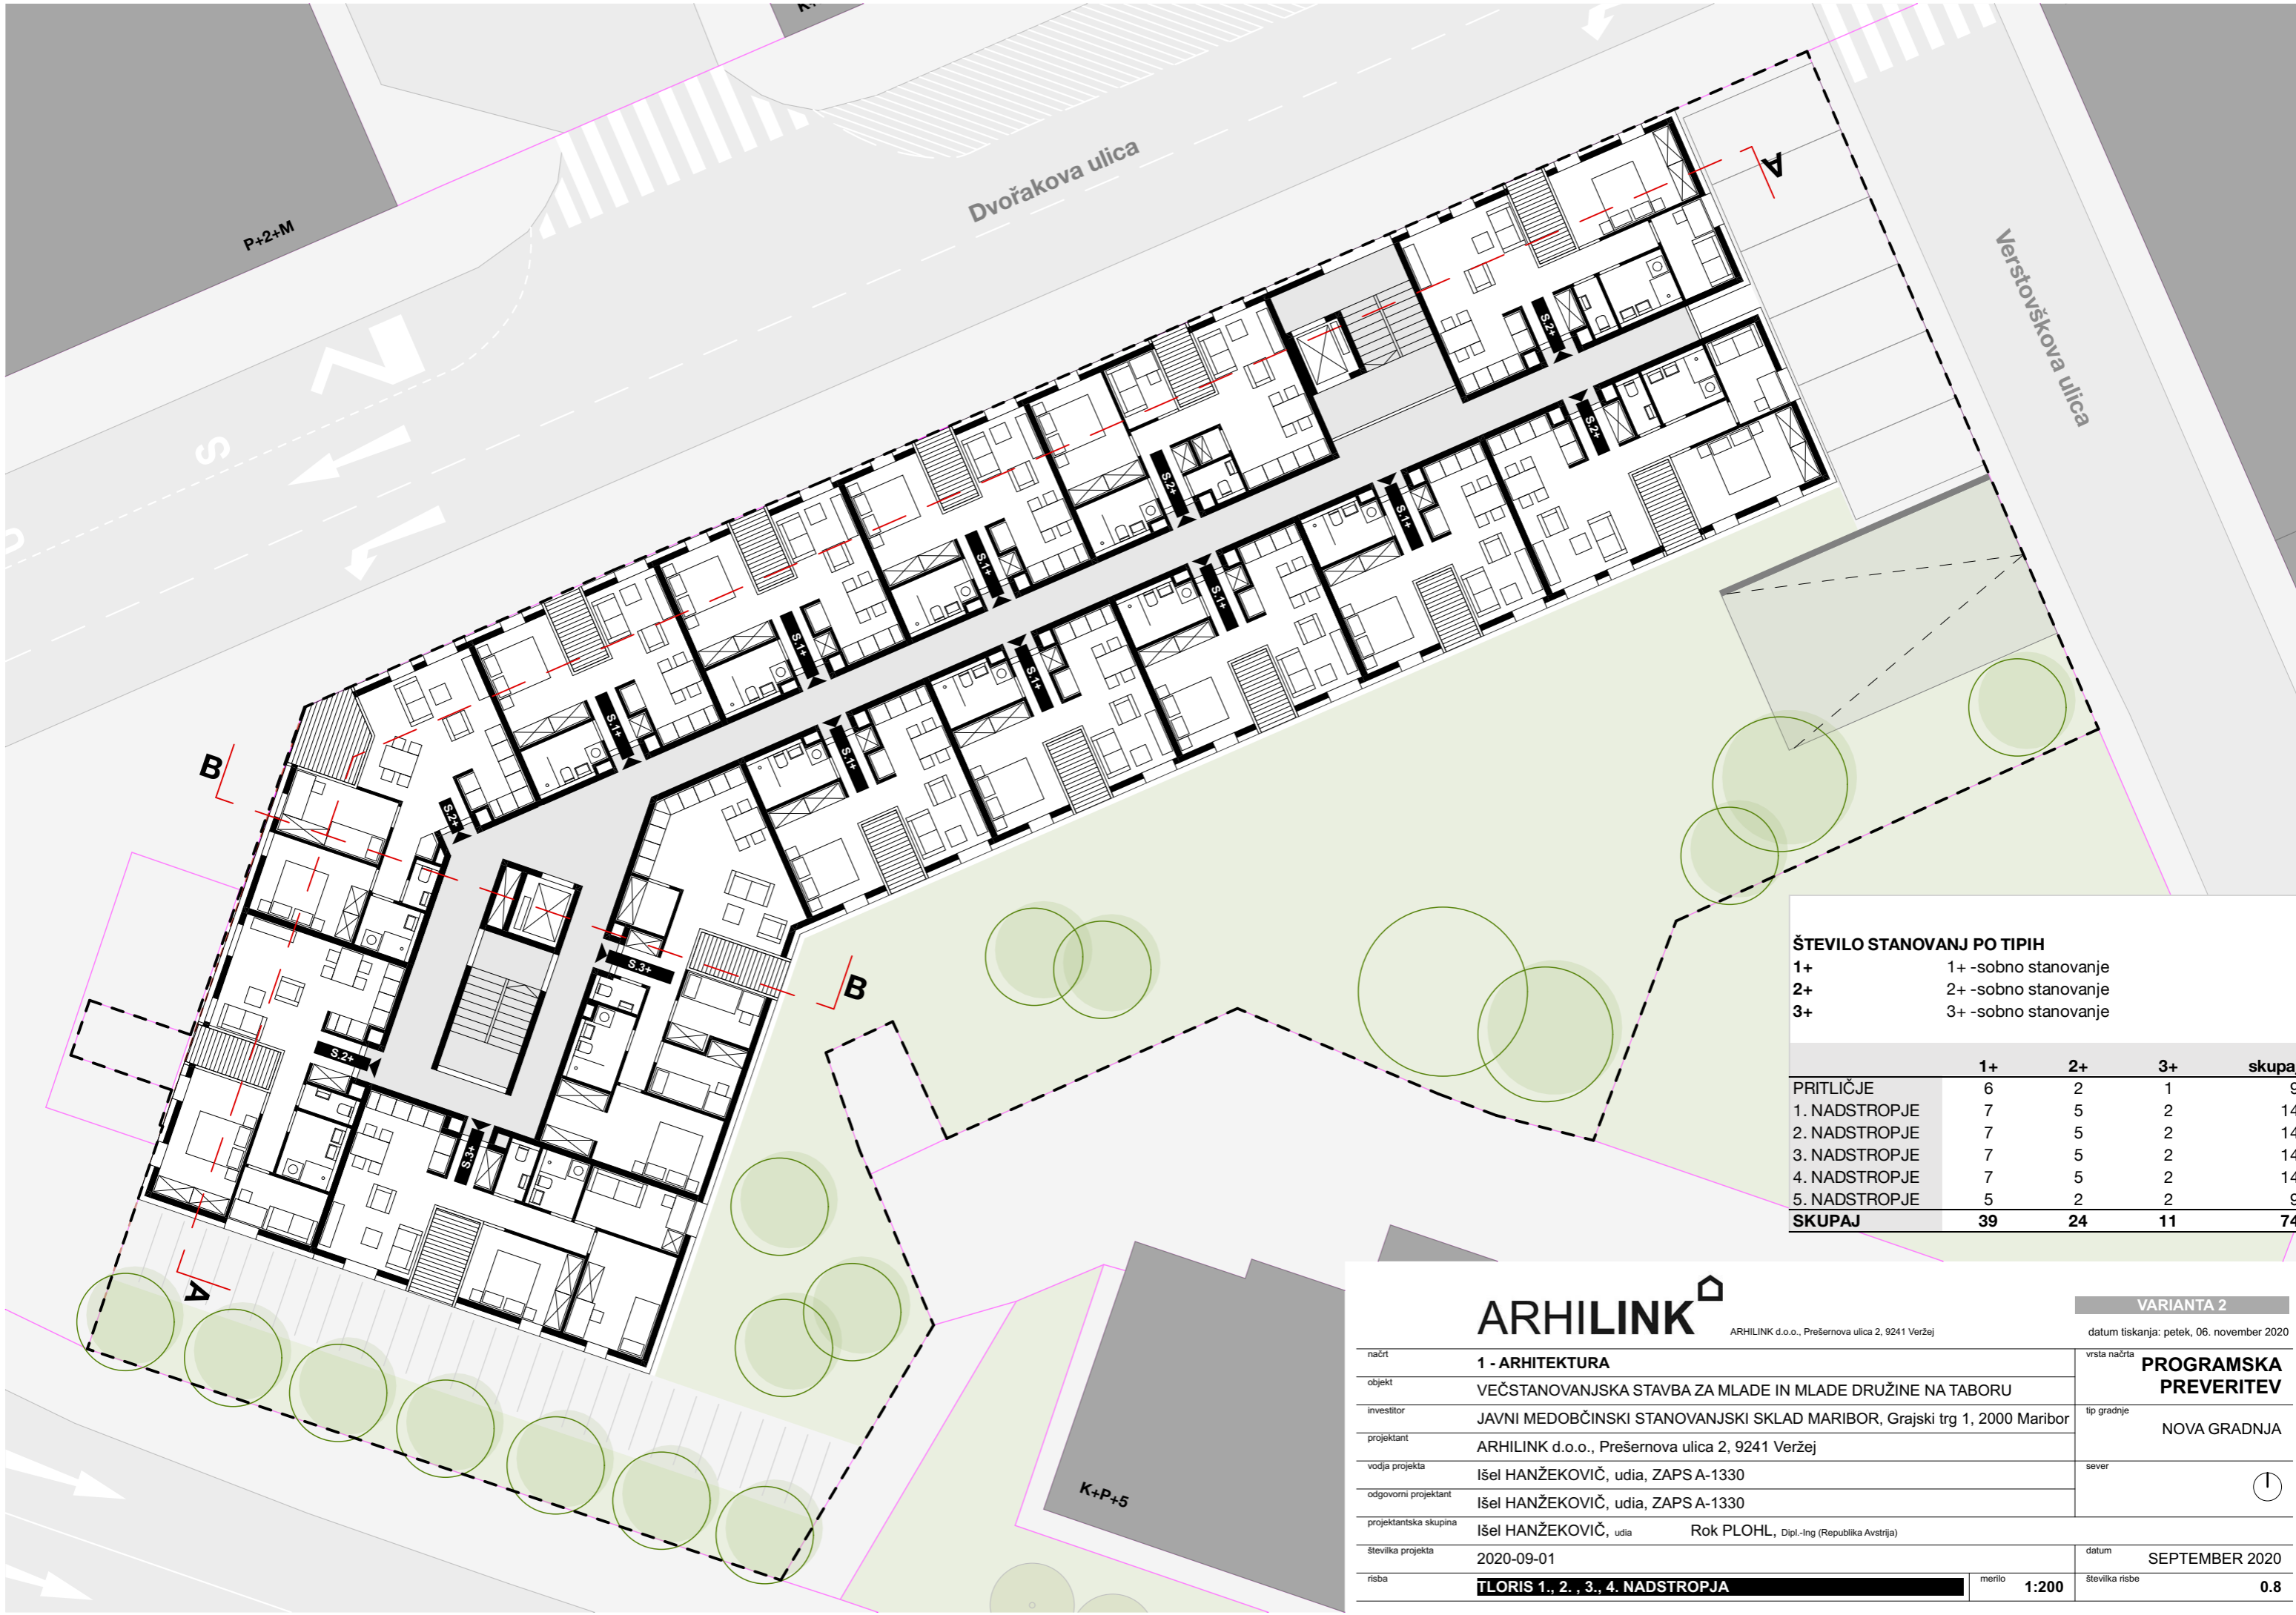 K+
P+2+M
Dvořakova ulica
Verstovškova ulica
A
S
S.2+
S.2+
S.2+
S.1+
S.1+
S.1+
S.1+
S.1+
S.1+
S.1+
S.2+
S.3+
S.2+
S.3+
B
B
A
K+P+5
ŠTEVILO STANOVANJ PO TIPIH
1+ 1+ -sobno stanovanje
2+ 2+ -sobno stanovanje
3+ 3+ -sobno stanovanje
1+ 2+ 3+ skupaj
PRITLIČJE 6 2 1 9
1. NADSTROPJE 7 5 2 14
2. NADSTROPJE 7 5 2 14
3. NADSTROPJE 7 5 2 14
4. NADSTROPJE 7 5 2 14
5. NADSTROPJE 5 2 2 9
SKUPAJ 39 24 11 74
ARHILINK
ARHILINK d.o.o., Prešernova ulica 2, 9241 Veržej
VARIANTA 2
datum tiskanja: petek, 06. november 2020
načrt 1 - ARHITEKTURA
vrsta načrta PROGRAMSKA
PREVERITEV
objekt VEČSTANOVANJSKA STAVBA ZA MLADE IN MLADE DRUŽINE NA TABORU
investitor JAVNI MEDOBČINSKI STANOVANJSKI SKLAD MARIBOR, Grajski trg 1, 2000 Maribor
tip gradnje NOVA GRADNJA
projektant ARHILINK d.o.o., Prešernova ulica 2, 9241 Veržej
vodja projekta Išel HANŽEKOVIČ, udia, ZAPS A-1330
sever
odgovorni projektant Išel HANŽEKOVIČ, udia, ZAPS A-1330
projektantska skupina Išel HANŽEKOVIČ, udia Rok PLOHL, Dipl.-Ing (Republika Avstrija)
številka projekta 2020-09-01
datum SEPTEMBER 2020
risba TLORIS 1., 2. , 3., 4. NADSTROPJA
merilo 1:200
številka risbe 0.8